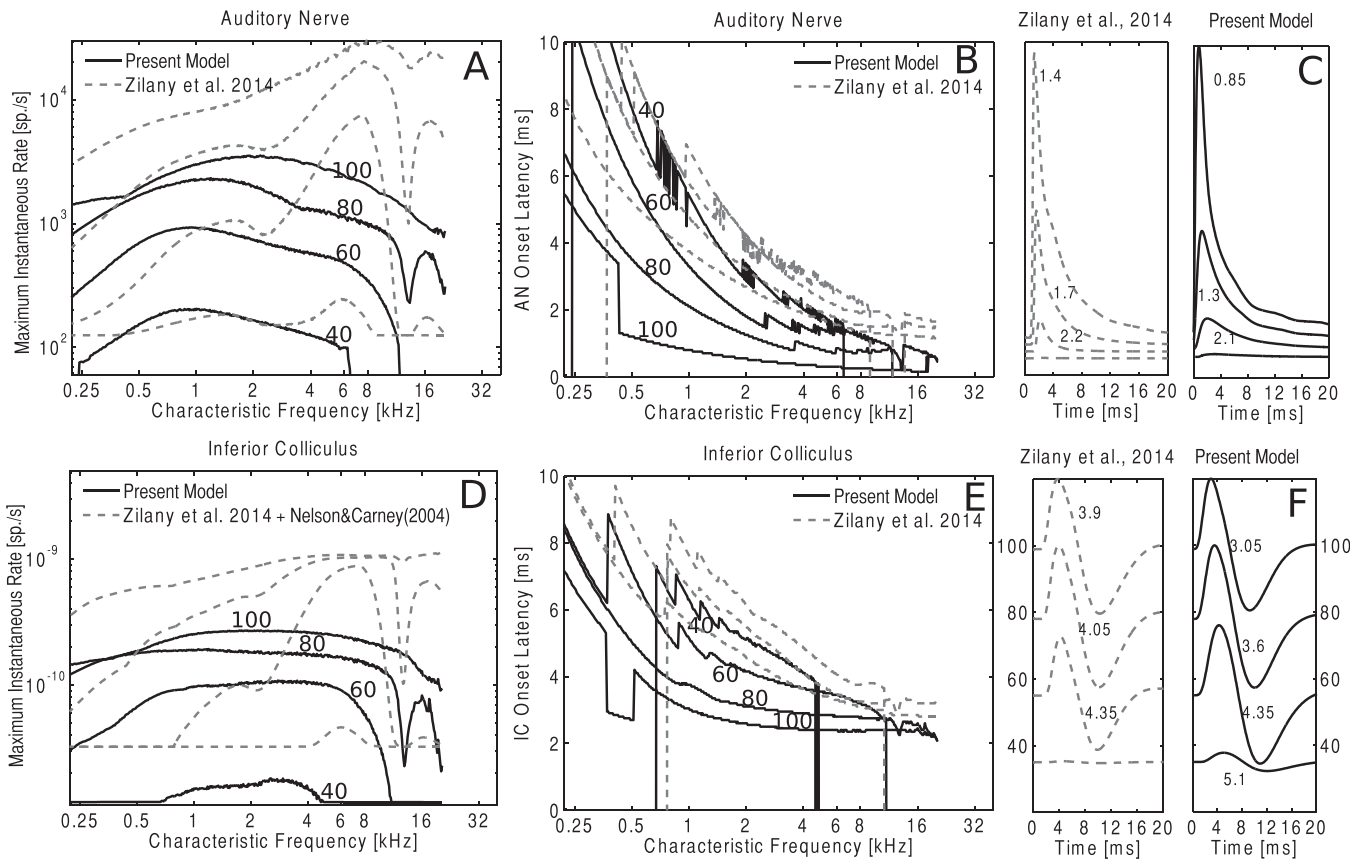 Auditory Nerve
Maximum Instantaneous Rate [sp./s]
Present Model
Zilany et al. 2014
A
10^4
10^3
10^2
100
80
60
40
0.25 0.5 1 2 4 6 8 16 32
Characteristic Frequency [kHz]
Auditory Nerve
AN Onset Latency [ms]
Present Model
Zilany et al. 2014
B
10
8
6
4
2
0
40
60
80
100
0.25 0.5 1 2 4 6 8 16 32
Characteristic Frequency [kHz]
Zilany et al., 2014
1.4
1.7
2.2
0 4 8 12 16 20
Time [ms]
Present Model
C
0.85
1.3
2.1
0 4 8 12 16 20
Time [ms]
Inferior Colliculus
Maximum Instantaneous Rate [sp./s]
Present Model
Zilany et al. 2014 + Nelson&Carney(2004)
D
10^-9
10^-10
100
80
60
40
0.25 0.5 1 2 4 6 8 16 32
Characteristic Frequency [kHz]
Inferior Colliculus
IC Onset Latency [ms]
Present Model
Zilany et al. 2014
E
10
8
6
4
2
0
40
60
80
100
0.25 0.5 1 2 4 6 8 16 32
Characteristic Frequency [kHz]
Zilany et al., 2014
100
80
60
40
3.9
4.05
4.35
0 4 8 12 16 20
Time [ms]
Present Model
F
3.05
3.6
4.35
5.1
100
80
60
40
0 4 8 12 16 20
Time [ms]